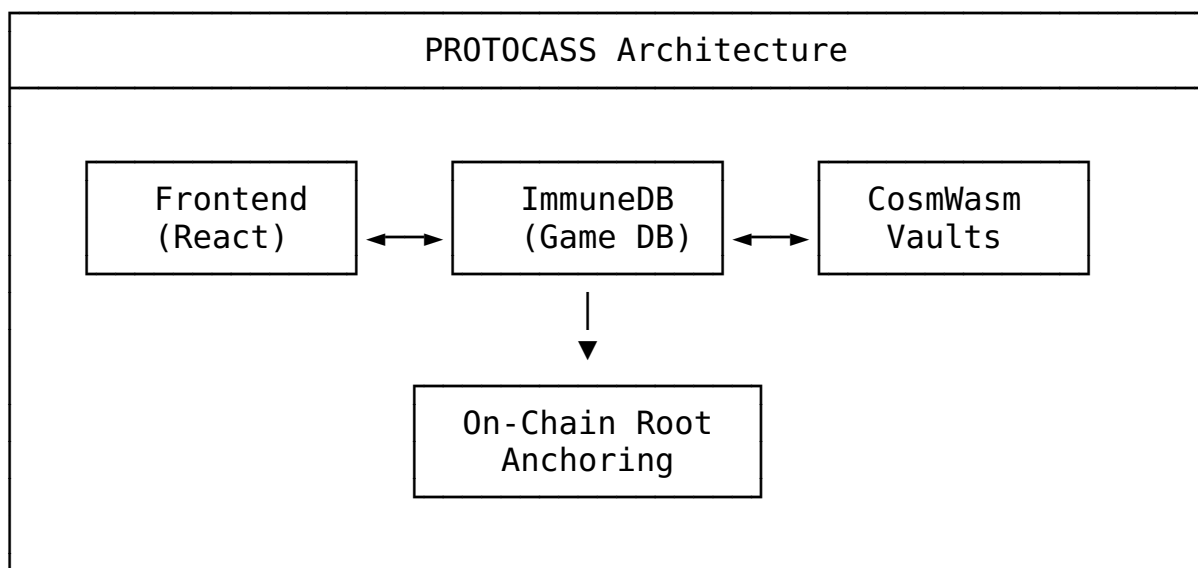 PROTOCASS Architecture
Frontend
(React)
ImmuneDB
(Game DB)
CosmWasm
Vaults
On-Chain Root
Anchoring